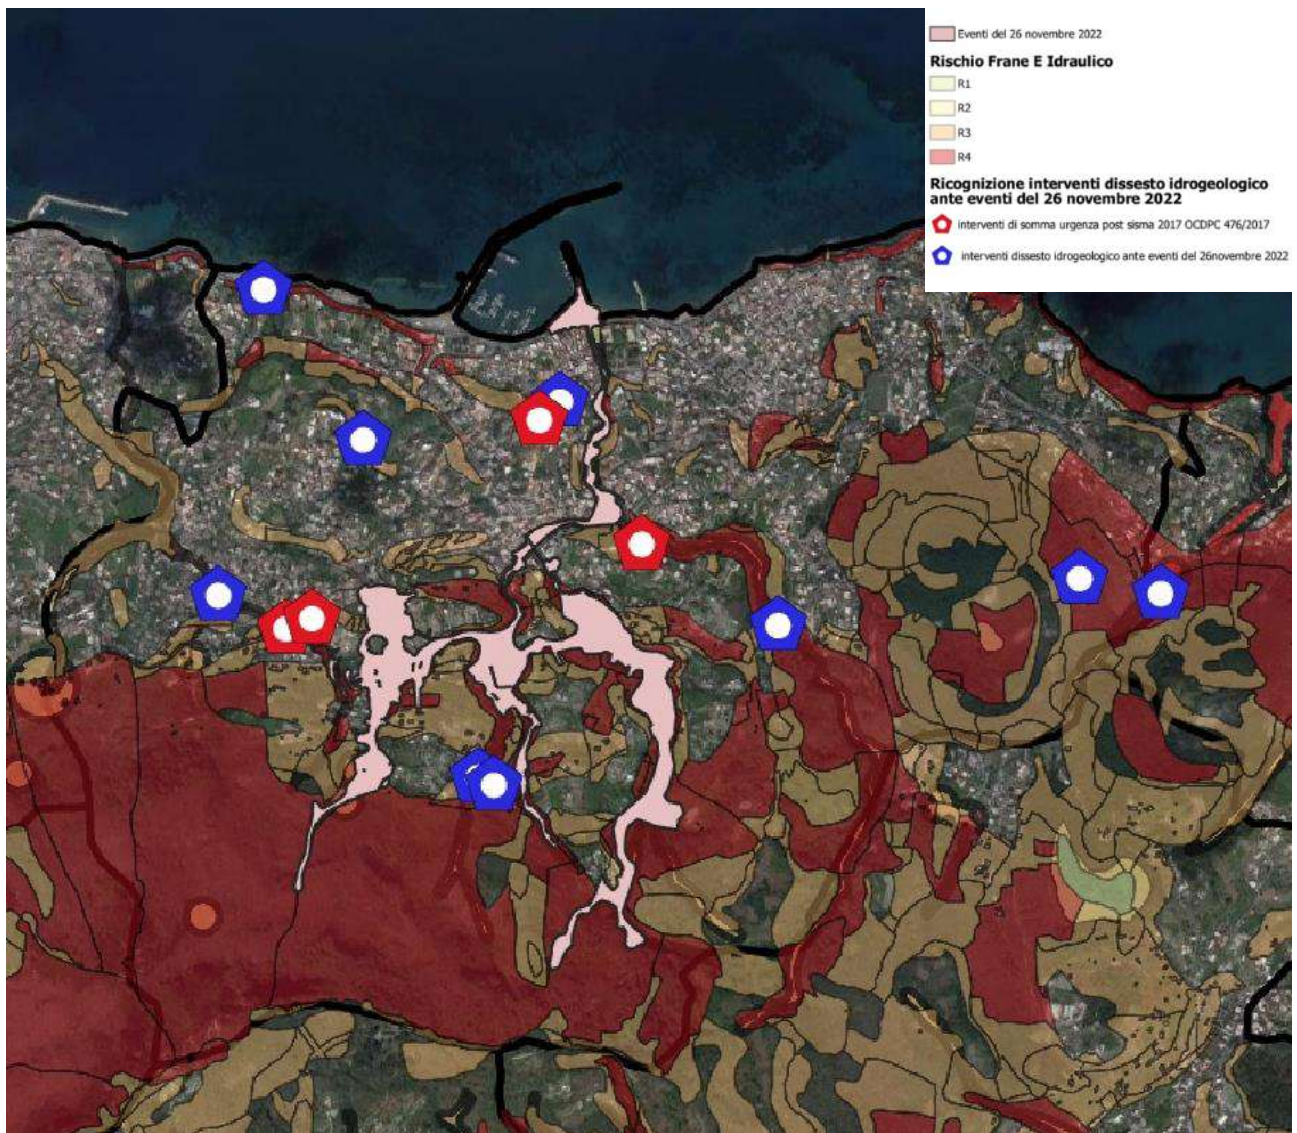 Eventi del 26 novembre 2022
Rischio Frane E Idraulico
R1
R2
R3
R4
Ricognizione interventi dissesto idrogeologico
ante eventi del 26 novembre 2022
interventi di somma urgenza post sisma 2017 OCDPC 476/2017
interventi dissesto idrogeologico ante eventi del 26novembre 2022